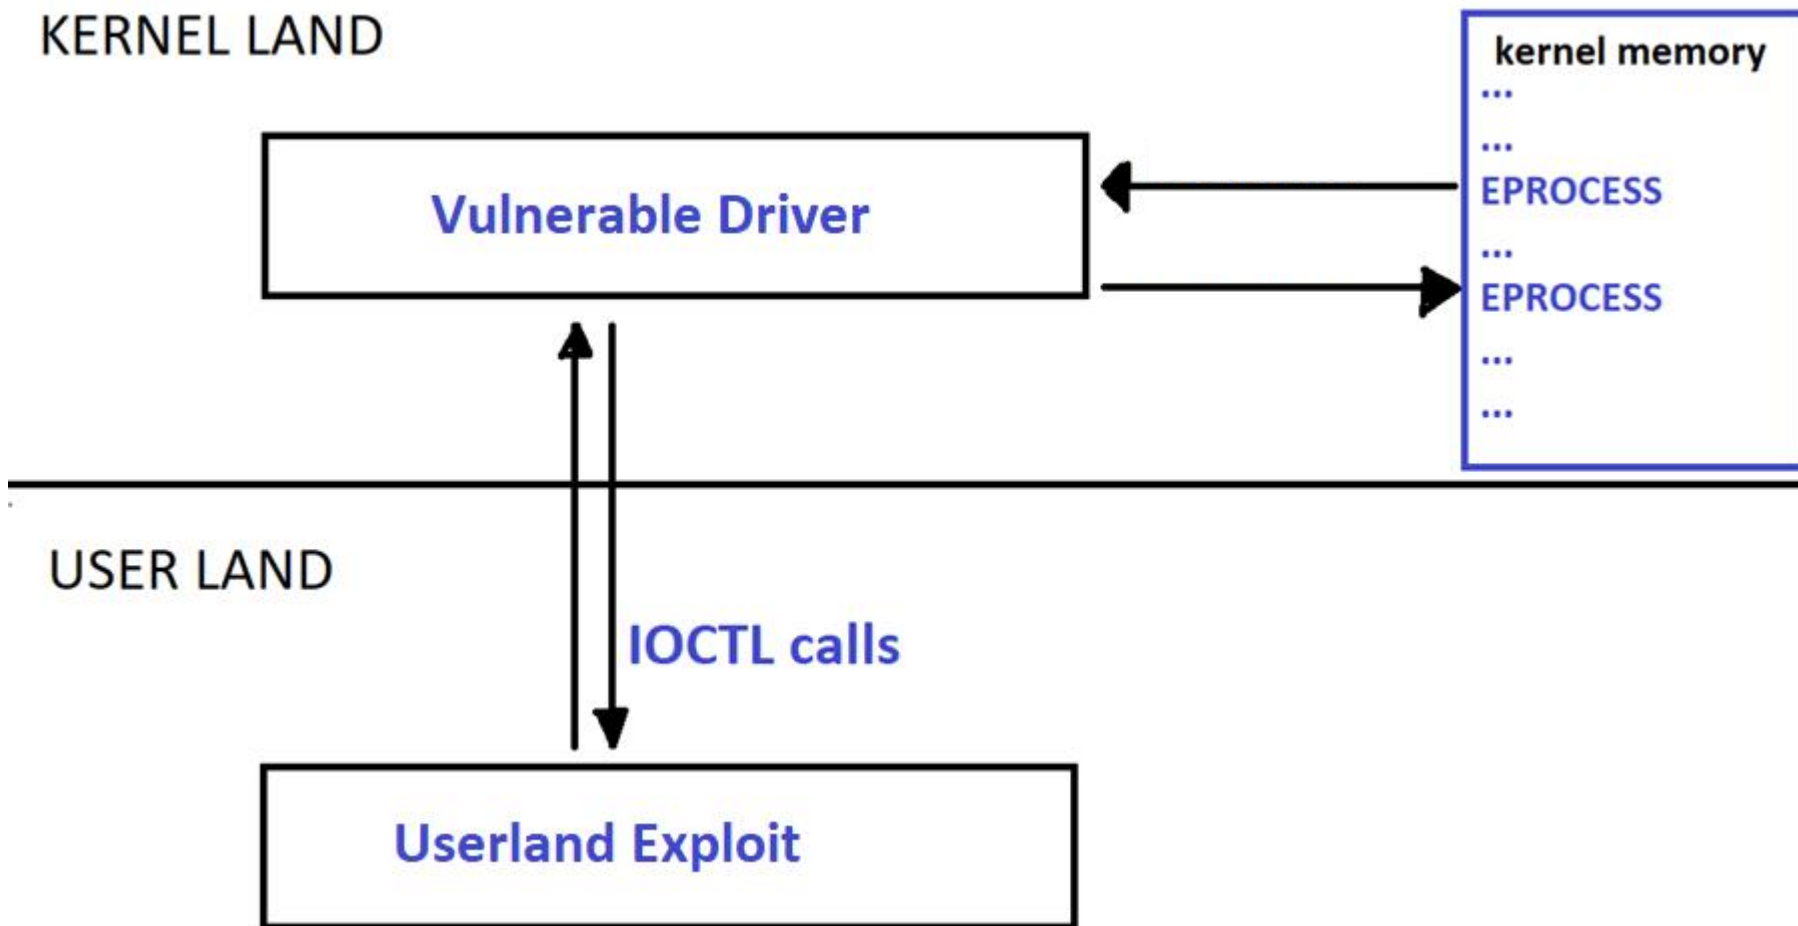 KERNEL LAND
kernel memory
...
...
EPROCESS
...
EPROCESS
...
...
Vulnerable Driver
USER LAND
IOCTL calls
Userland Exploit